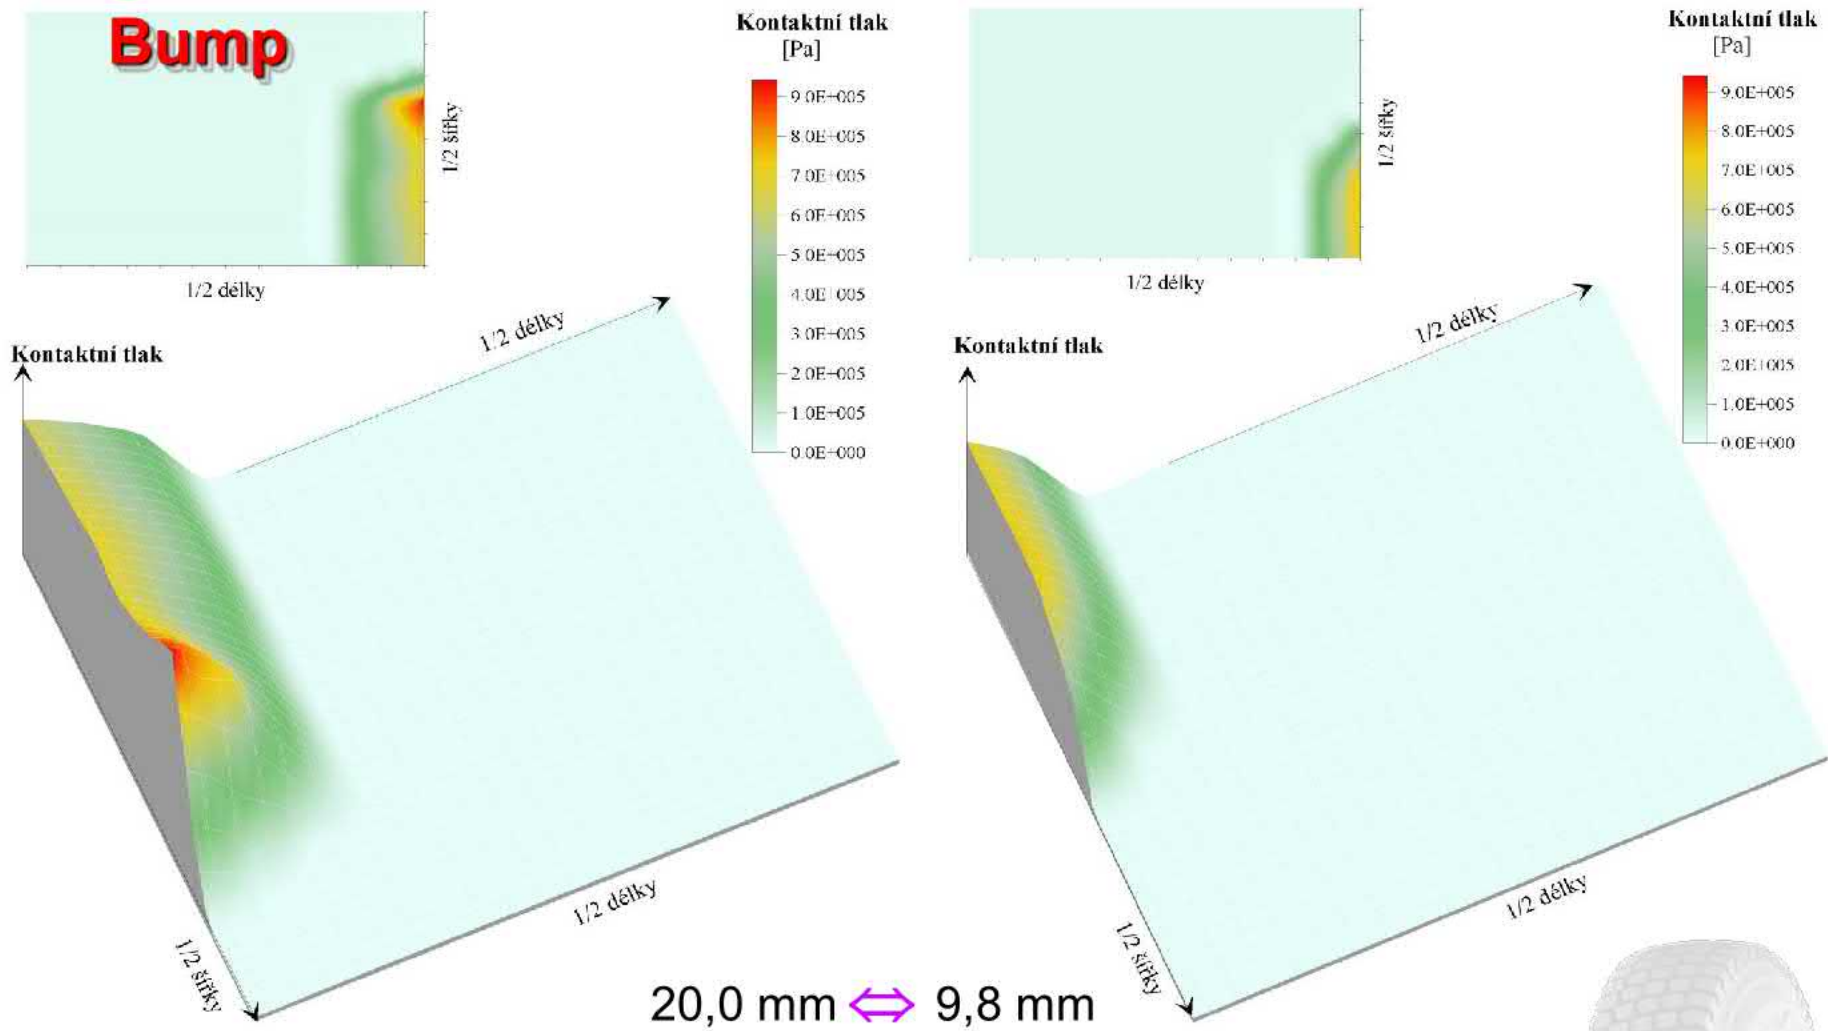 Bump
1/2 šířky
1/2 délky
Kontaktní tlak
[Pa]
9.0E+005
8.0E+005
7.0E+005
6.0E+005
5.0E+005
4.0E+005
3.0E+005
2.0E+005
1.0E+005
0.0E+000
1/2 šířky
1/2 délky
Kontaktní tlak
[Pa]
9.0E+005
8.0E+005
7.0E+005
6.0E+005
5.0E+005
4.0E+005
3.0E+005
2.0E+005
1.0E+005
0.0E+000
Kontaktní tlak
1/2 délky
1/2 délky
1/2 šířky
Kontaktní tlak
1/2 délky
1/2 délky
1/2 šířky
20,0 mm ⇔ 9,8 mm